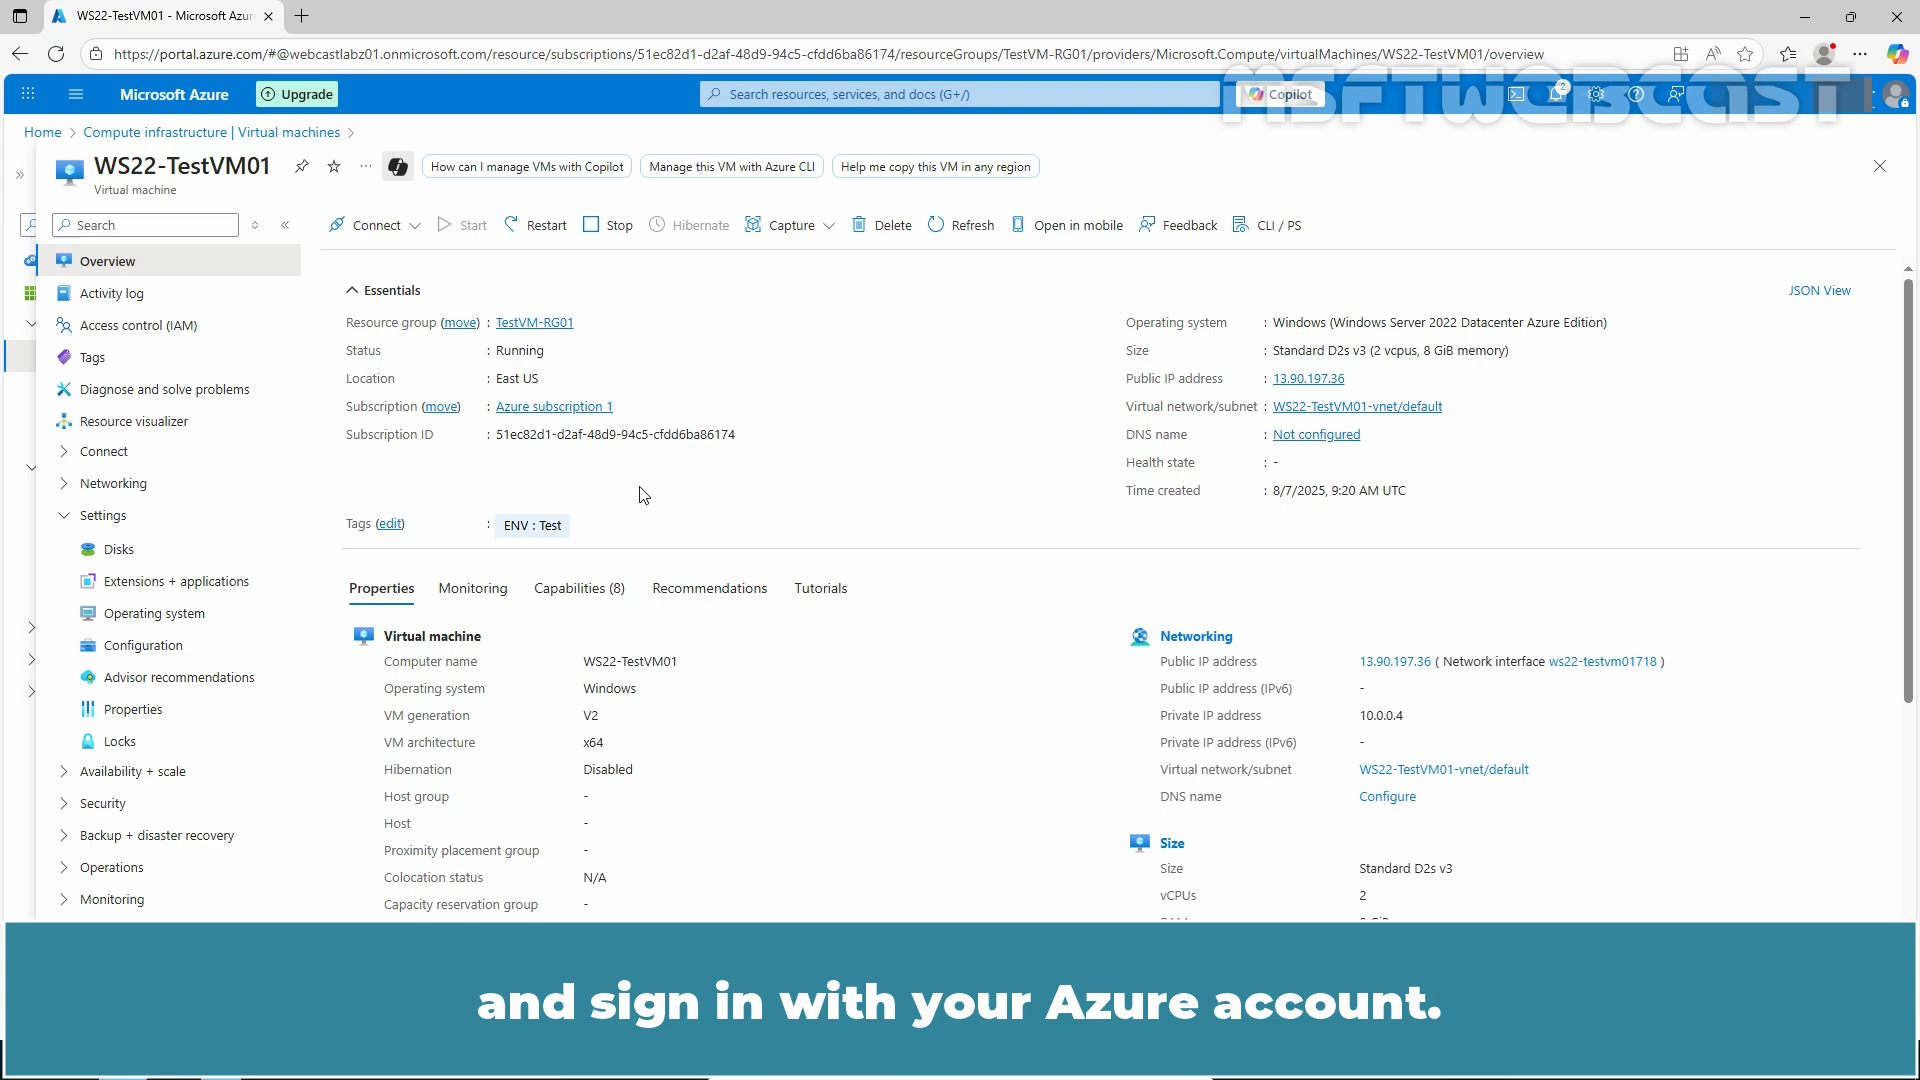 WS22-TestVM01 - Microsoft Azur
https://portal.azure.com/#@webcastlabz01.onmicrosoft.com/resource/subscriptions/51ec82d1-d2af-48d9-94c5-cfdd6ba86174/resourceGroups/TestVM-RG01/providers/Microsoft.Compute/virtualMachines/WS22-TestVM01/overview
Microsoft Azure Upgrade Search resources, services, and docs (G+/) Copilot 2
MSFTWEBCAST
Home > Compute infrastructure | Virtual machines >
WS22-TestVM01
Virtual machine
How can I manage VMs with Copilot Manage this VM with Azure CLI Help me copy this VM in any region
Search
Connect Start Restart Stop Hibernate Capture Delete Refresh Open in mobile Feedback CLI / PS
Overview
Activity log
Access control (IAM)
Tags
Diagnose and solve problems
Resource visualizer
Connect
Networking
Settings
Disks
Extensions + applications
Operating system
Configuration
Advisor recommendations
Properties
Locks
Availability + scale
Security
Backup + disaster recovery
Operations
Monitoring
Essentials
JSON View
Resource group (move) : TestVM-RG01
Status : Running
Location : East US
Subscription (move) : Azure subscription 1
Subscription ID : 51ec82d1-d2af-48d9-94c5-cfdd6ba86174
Operating system : Windows (Windows Server 2022 Datacenter Azure Edition)
Size : Standard D2s v3 (2 vcpus, 8 GiB memory)
Public IP address : 13.90.197.36
Virtual network/subnet : WS22-TestVM01-vnet/default
DNS name : Not configured
Health state : -
Time created : 8/7/2025, 9:20 AM UTC
Tags (edit) : ENV : Test
Properties Monitoring Capabilities (8) Recommendations Tutorials
Virtual machine
Computer name WS22-TestVM01
Operating system Windows
VM generation V2
VM architecture x64
Hibernation Disabled
Host group -
Host -
Proximity placement group -
Colocation status N/A
Capacity reservation group -
Networking
Public IP address 13.90.197.36 ( Network interface ws22-testvm01718 )
Public IP address (IPv6) -
Private IP address 10.0.0.4
Private IP address (IPv6) -
Virtual network/subnet WS22-TestVM01-vnet/default
DNS name Configure
Size
Size Standard D2s v3
vCPUs 2
and sign in with your Azure account.